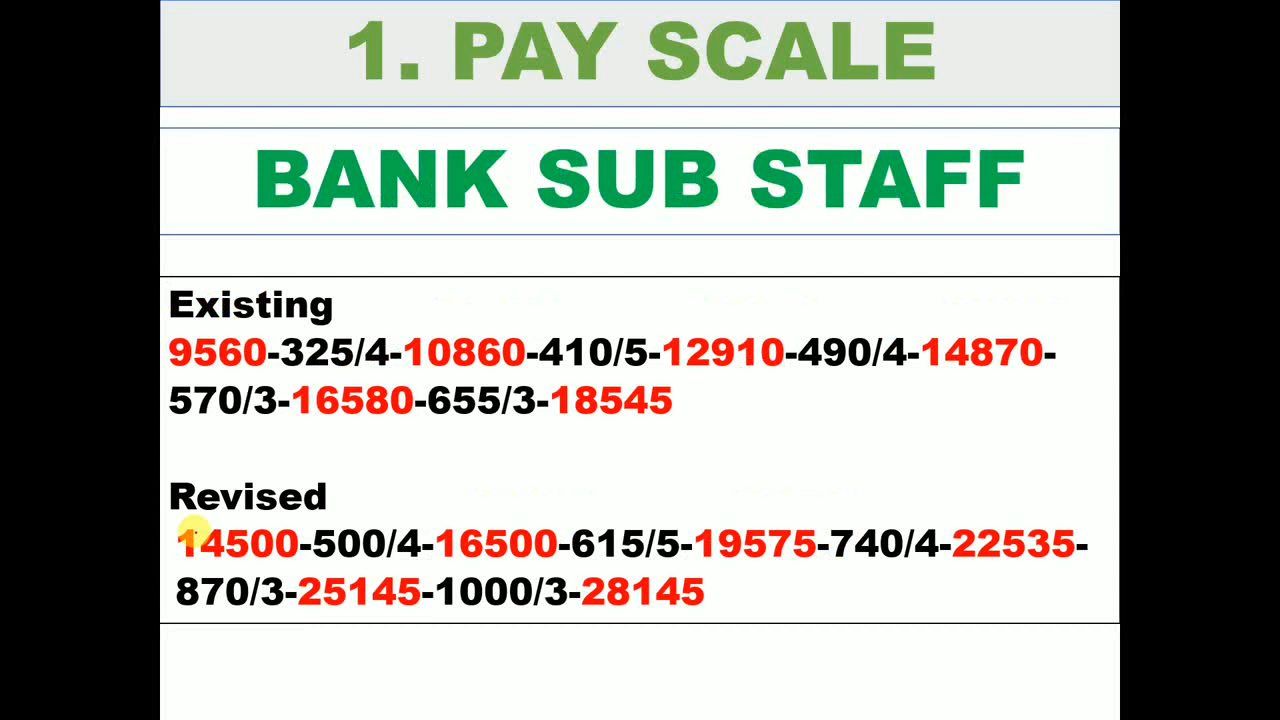 1. PAY SCALE
BANK SUB STAFF
Existing
9560-325/4-10860-410/5-12910-490/4-14870-
570/3-16580-655/3-18545
Revised
14500-500/4-16500-615/5-19575-740/4-22535-
870/3-25145-1000/3-28145